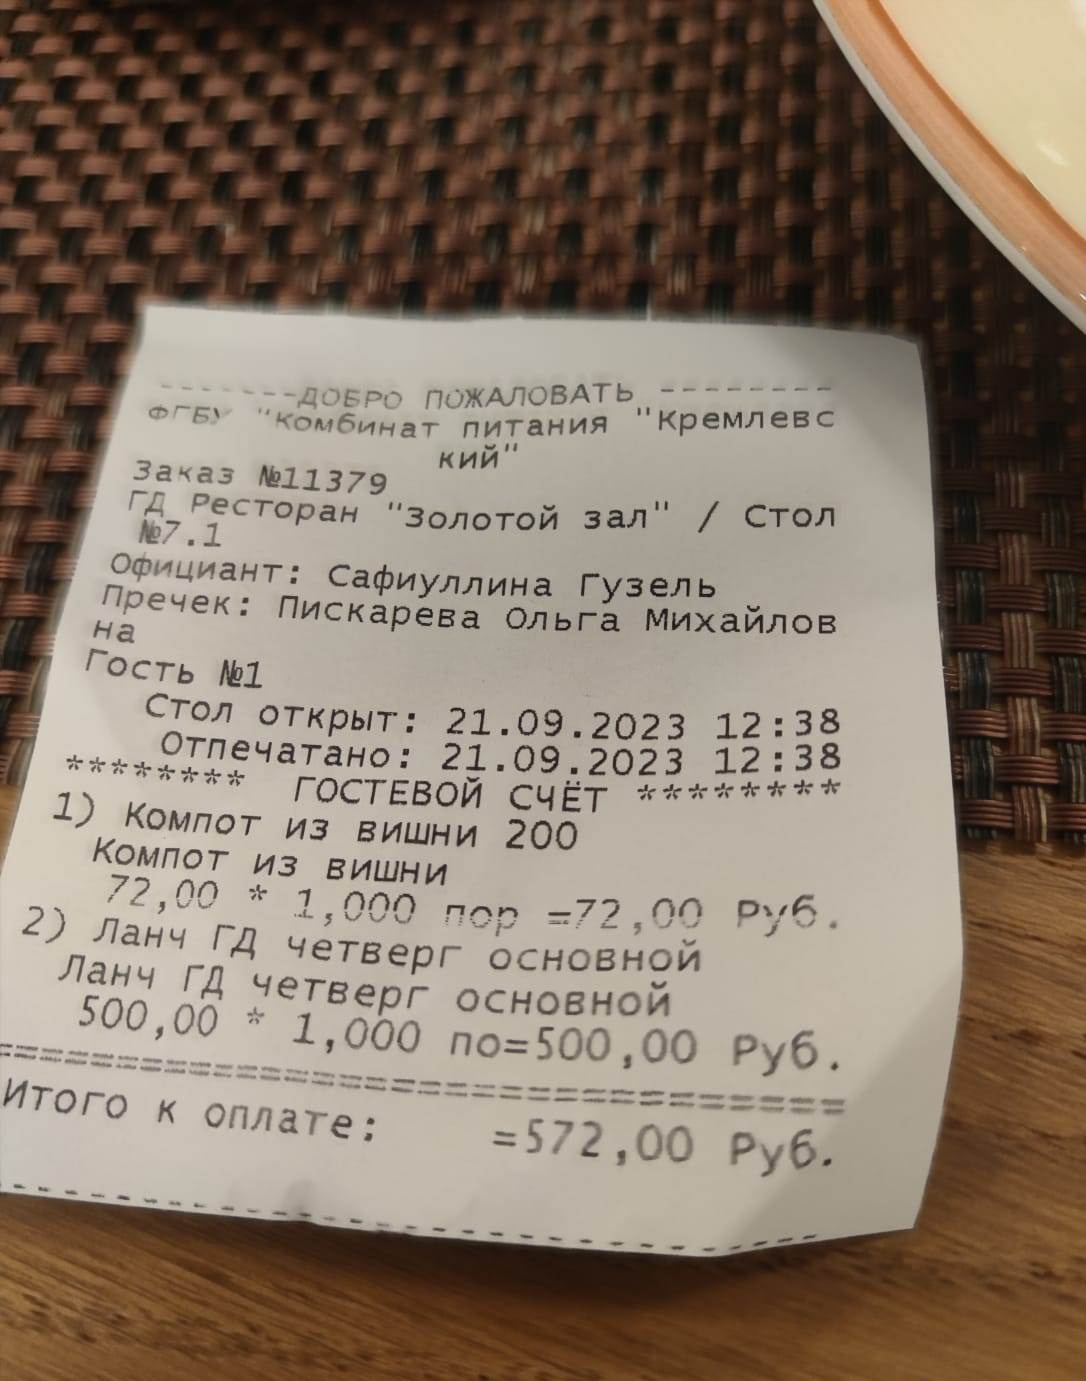 -------ДОБРО ПОЖАЛОВАТЬ --------
ФГБУ "Комбинат питания "Кремлевс
кий"
Заказ №11379
ГД Ресторан "Золотой зал" / Стол
№7.1
Официант: Сафиуллина Гузель
Пречек: Пискарева Ольга Михайлов
на
Гость №1
Стол открыт: 21.09.2023 12:38
Отпечатано: 21.09.2023 12:38
******** ГОСТЕВОЙ СЧЁТ ********
1) Компот из вишни 200
Компот из вишни
72,00 * 1,000 пор =72,00 Руб.
2) Ланч ГД четверг основной
Ланч ГД четверг основной
500,00 * 1,000 по=500,00 Руб.
================================
Итого к оплате: =572,00 Руб.
--------------------------------